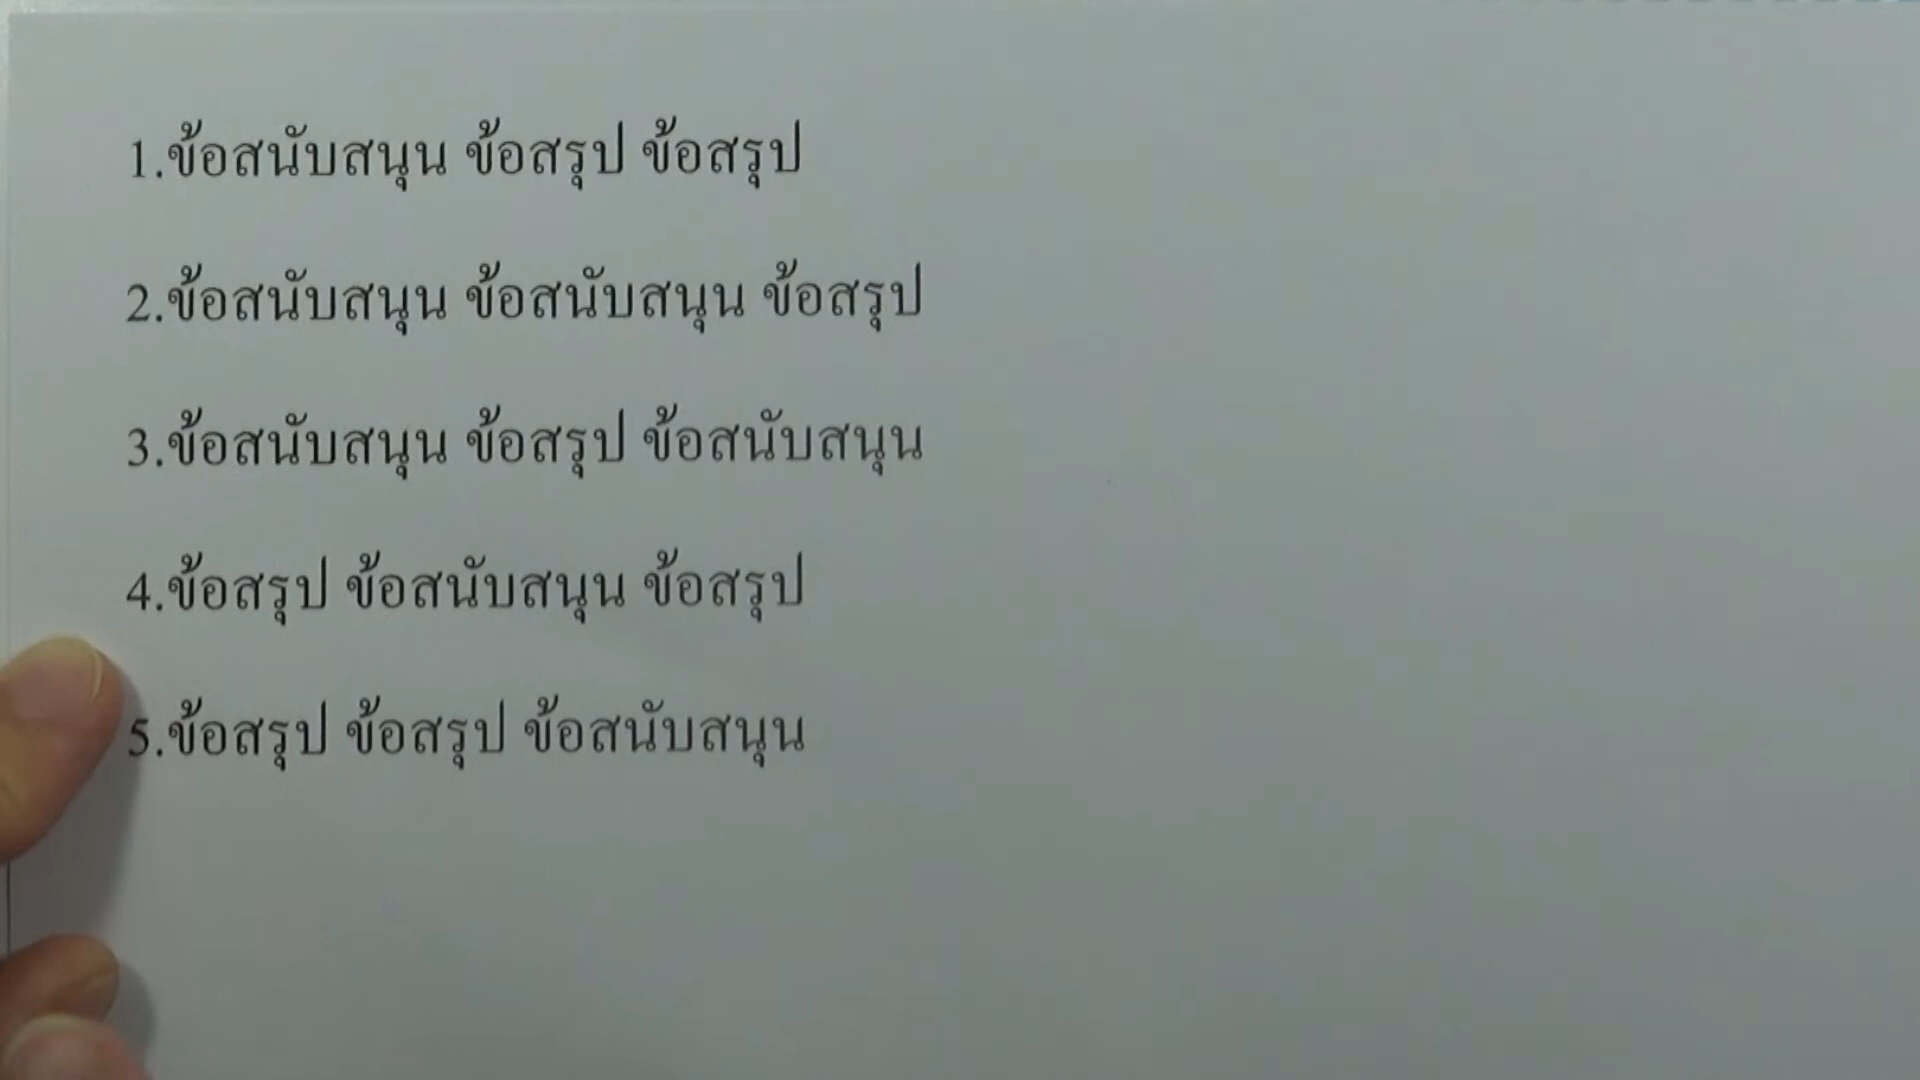 1.ข้อสนับสนุน ข้อสรุป ข้อสรุป
2.ข้อสนับสนุน ข้อสนับสนุน ข้อสรุป
3.ข้อสนับสนุน ข้อสรุป ข้อสนับสนุน
4.ข้อสรุป ข้อสนับสนุน ข้อสรุป
5.ข้อสรุป ข้อสรุป ข้อสนับสนุน